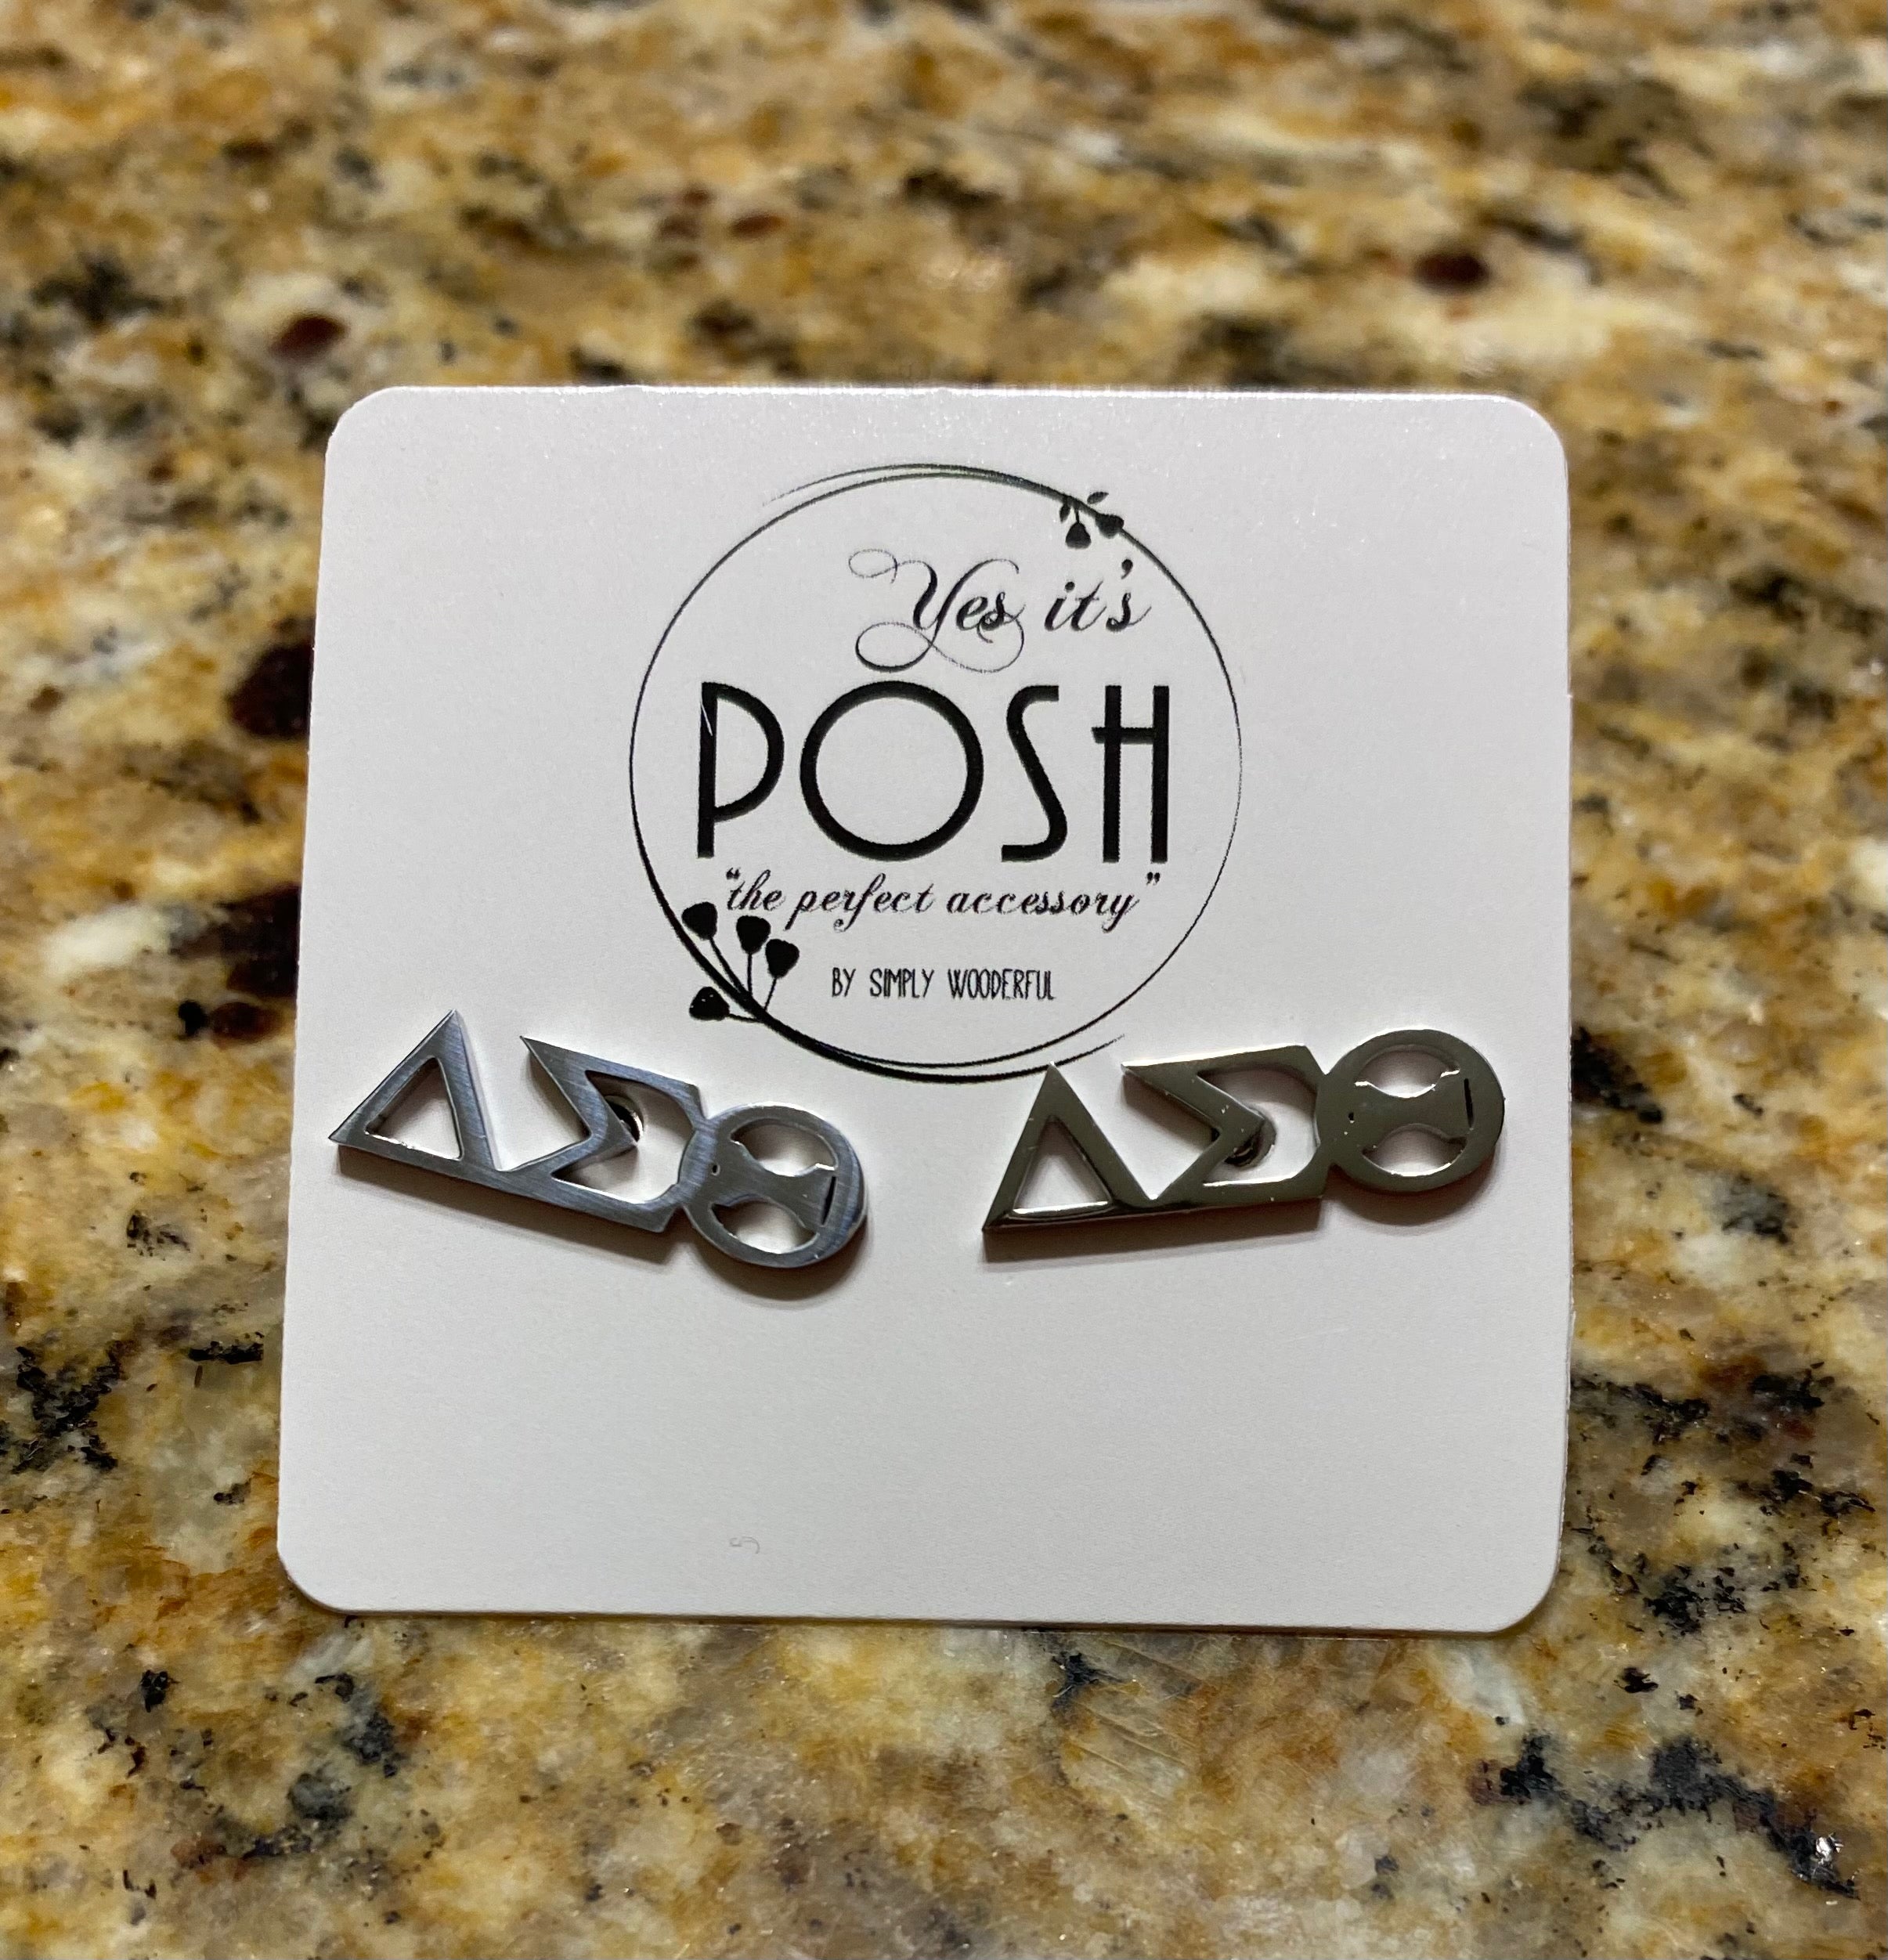 Yes it's
POSH
"the perfect accessory"
BY SIMPLY WOODERFUL
ΔΣΘ ΔΣΘ